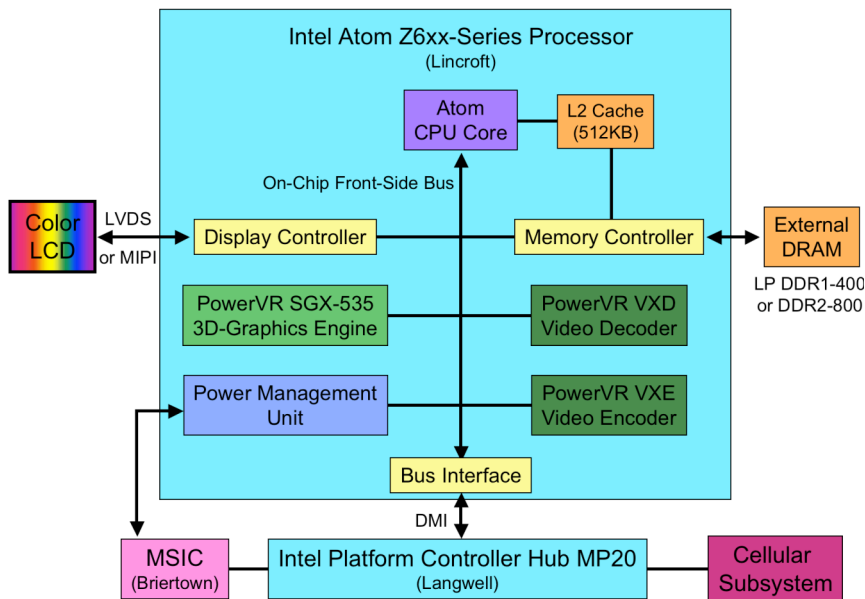 Intel Atom Z6xx-Series Processor
(Lincroft)
Atom
CPU Core
L2 Cache
(512KB)
On-Chip Front-Side Bus
Color
LCD
LVDS
or MIPI
Display Controller
Memory Controller
External
DRAM
LP DDR1-400
or DDR2-800
PowerVR SGX-535
3D-Graphics Engine
PowerVR VXD
Video Decoder
Power Management
Unit
PowerVR VXE
Video Encoder
Bus Interface
DMI
MSIC
(Briertown)
Intel Platform Controller Hub MP20
(Langwell)
Cellular
Subsystem